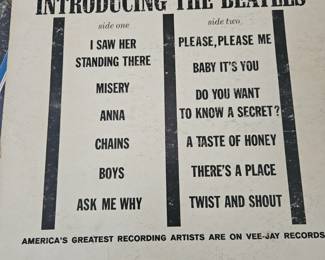 INTRODUCING THE BEATLES
side one
I SAW HER
STANDING THERE
MISERY
ANNA
CHAINS
BOYS
ASK ME WHY
side two
PLEASE, PLEASE ME
BABY IT'S YOU
DO YOU WANT
TO KNOW A SECRET?
A TASTE OF HONEY
THERE'S A PLACE
TWIST AND SHOUT
AMERICA'S GREATEST RECORDING ARTISTS ARE ON VEE-JAY RECORDS